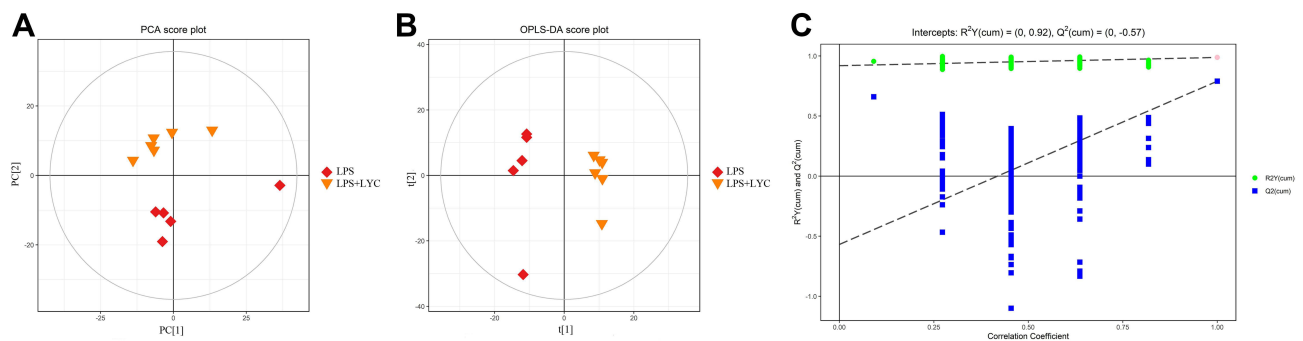 A
PCA score plot
PC[2]
20
0
-20
-25
0
25
PC[1]
LPS
LPS+LYC
B
OPLS-DA score plot
t[2]
40
20
0
-20
-40
-20
0
20
t[1]
LPS
LPS+LYC
C
Intercepts: R²Y(cum) = (0, 0.92), Q²(cum) = (0, -0.57)
R²Y(cum) and Q²(cum)
1.0
0.5
0.0
-0.5
-1.0
0.00
0.25
0.50
0.75
1.00
Correlation Coefficient
R2Y(cum)
Q2(cum)